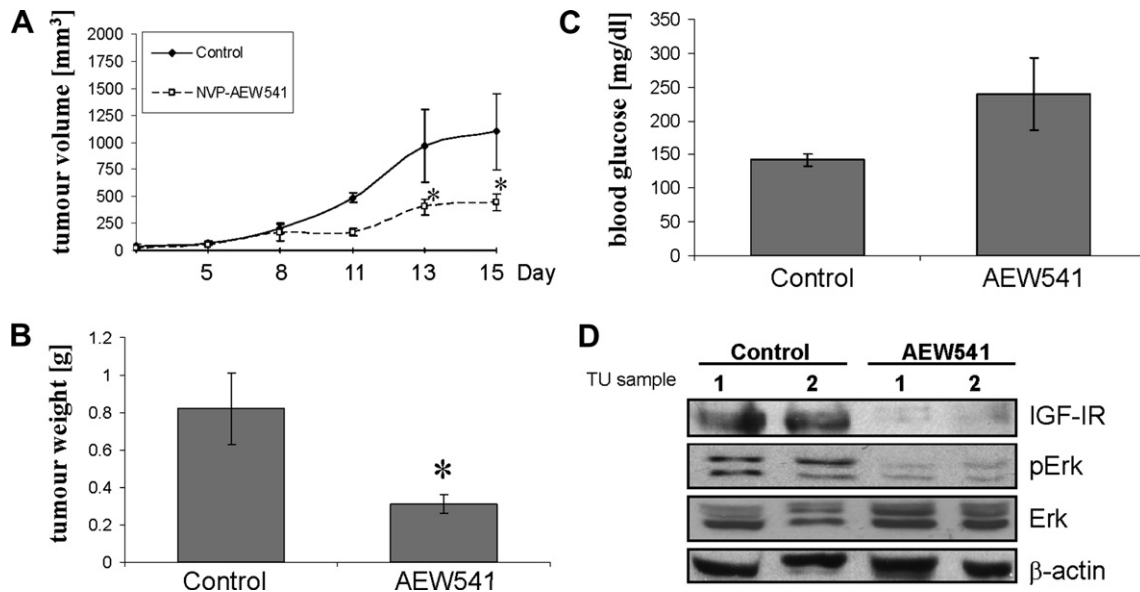 A
tumour volume [mm³]
2000
1750
1500
1250
1000
750
500
250
0
Control
NVP-AEW541
*
*
5 8 11 13 15 Day
B
tumour weight [g]
1.2
1
0.8
0.6
0.4
0.2
0
*
Control AEW541
C
blood glucose [mg/dl]
350
300
250
200
150
100
50
0
Control AEW541
D
Control AEW541
TU sample 1 2 1 2
IGF-IR
pErk
Erk
β-actin